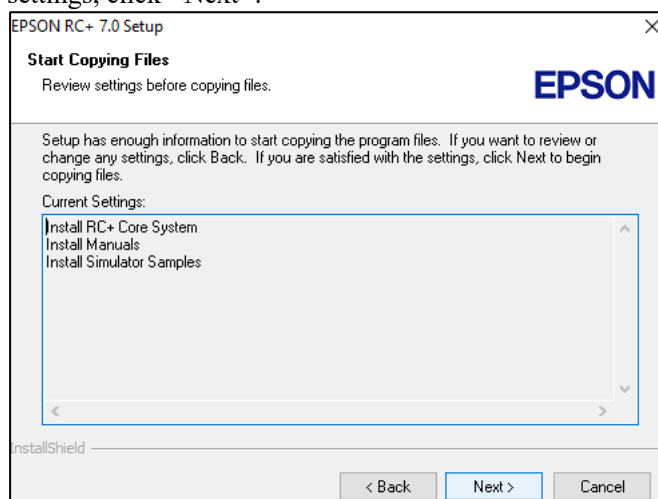 settings, click "Next".
EPSON RC+ 7.0 Setup
Start Copying Files
Review settings before copying files.
EPSON
Setup has enough information to start copying the program files. If you want to review or
change any settings, click Back. If you are satisfied with the settings, click Next to begin
copying files.
Current Settings:
Install RC+ Core System
Install Manuals
Install Simulator Samples
InstallShield
< Back
Next >
Cancel